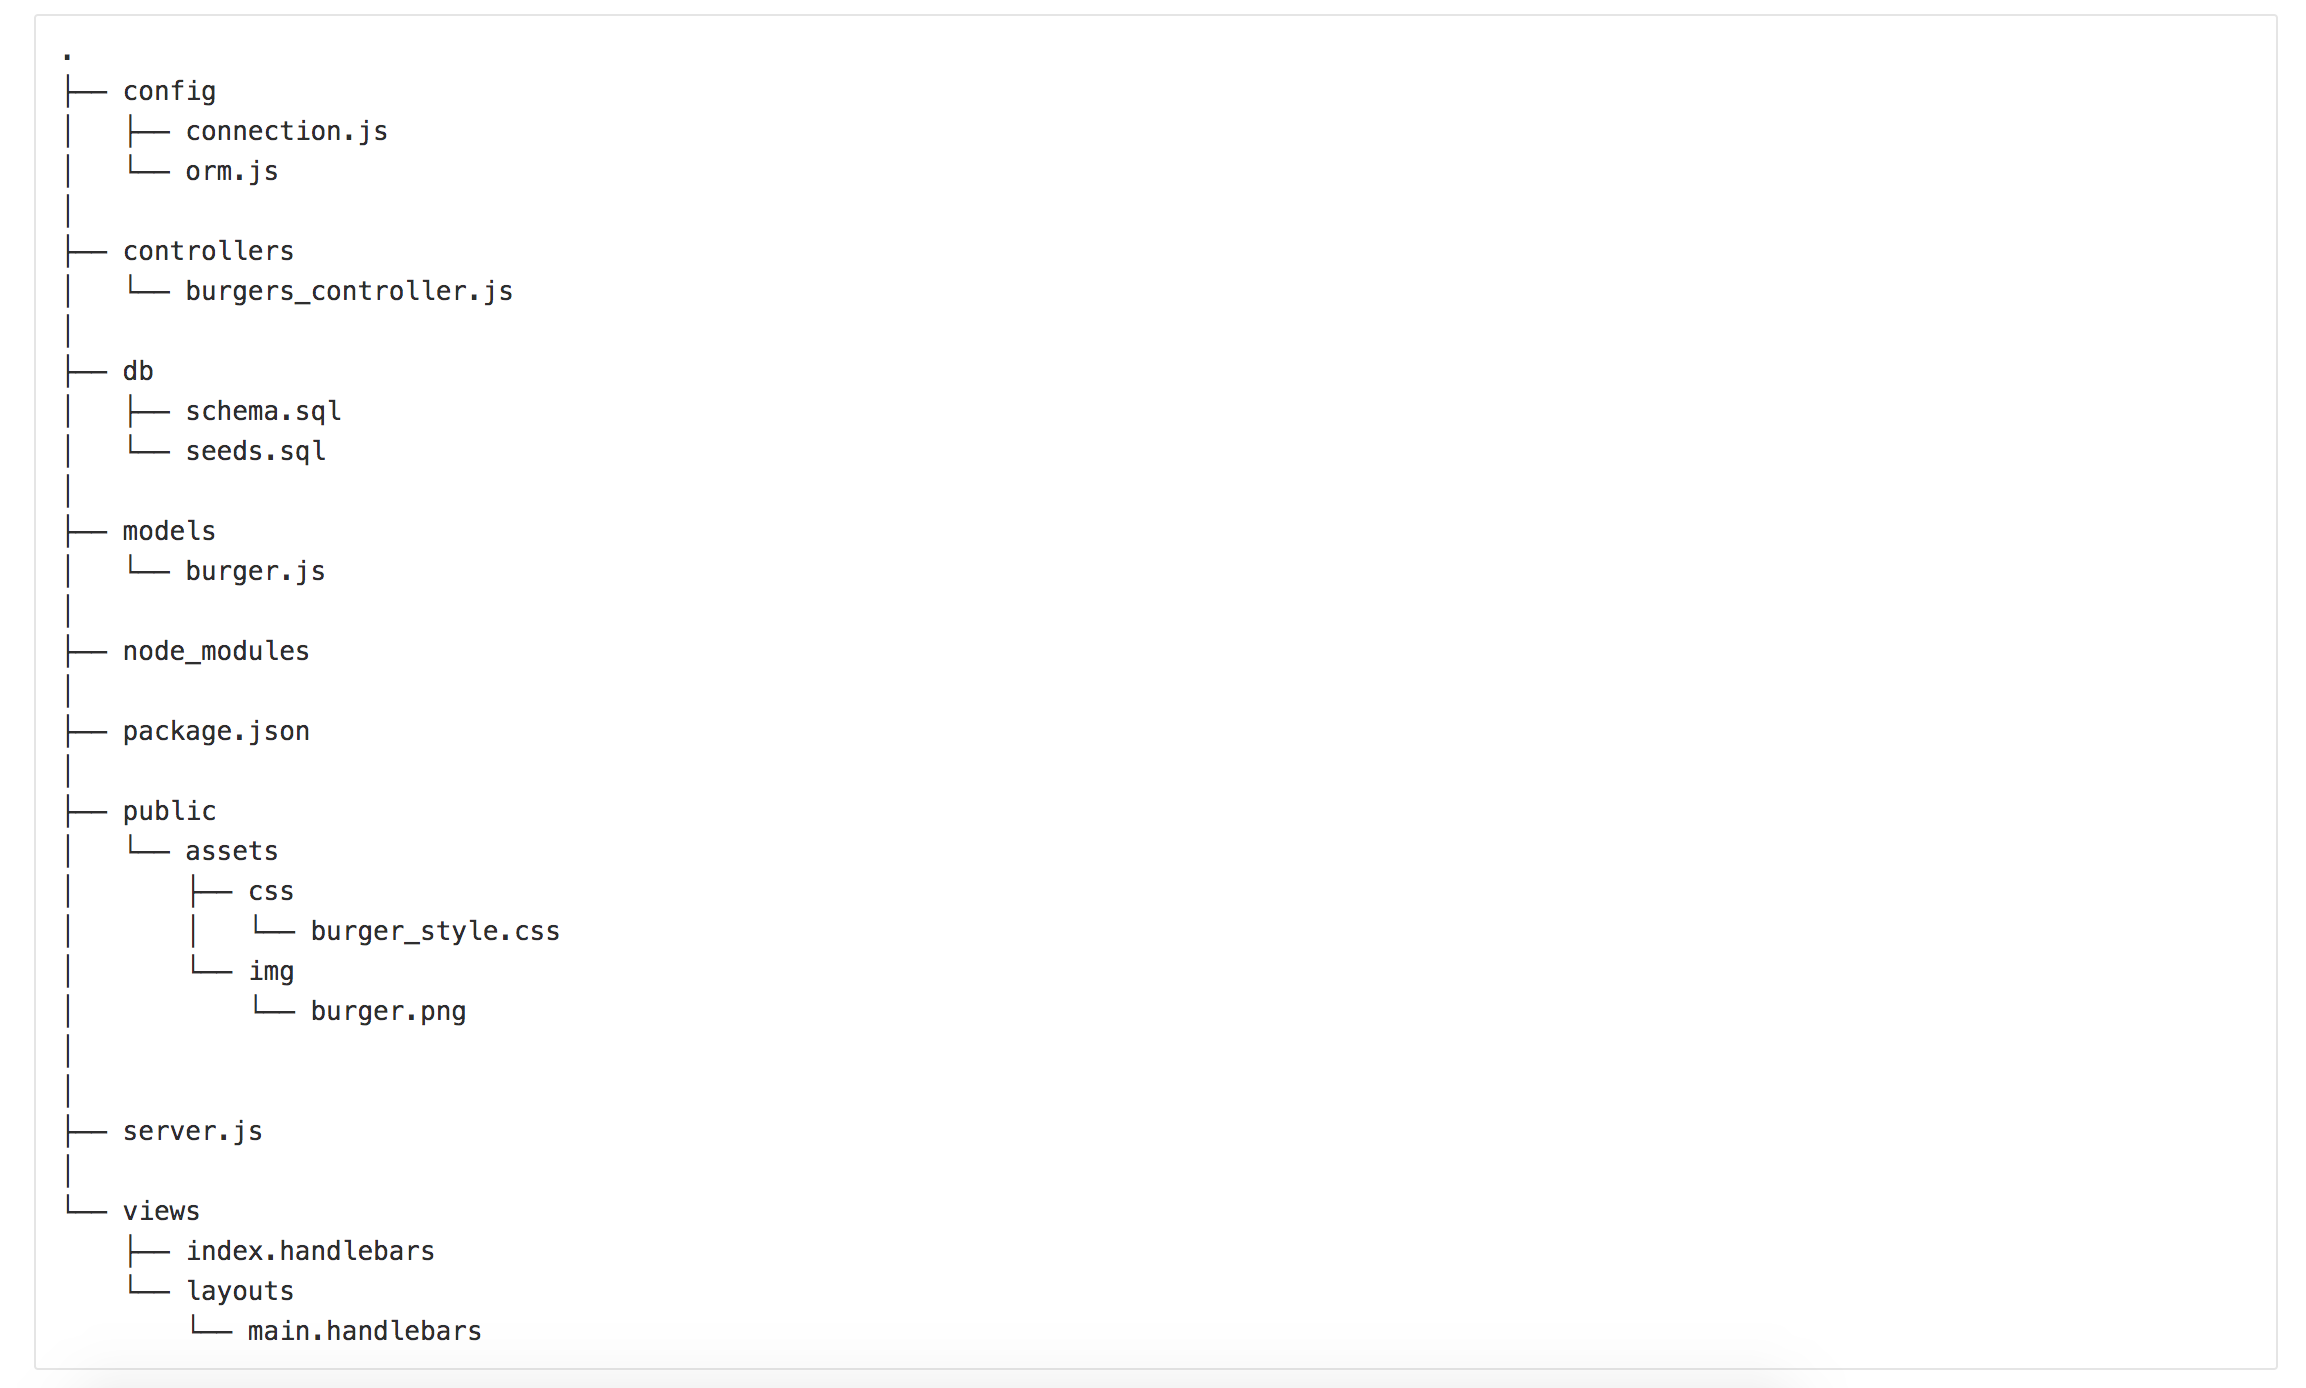 .
├── config
│   ├── connection.js
│   └── orm.js
│
├── controllers
│   └── burgers_controller.js
│
├── db
│   ├── schema.sql
│   └── seeds.sql
│
├── models
│   └── burger.js
│
├── node_modules
│
├── package.json
│
├── public
│   └── assets
│       ├── css
│       │   └── burger_style.css
│       └── img
│           └── burger.png
│
│
├── server.js
│
└── views
    ├── index.handlebars
    └── layouts
        └── main.handlebars